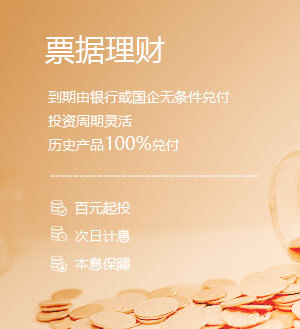 票据理财
到期由银行或国企无条件兑付
投资周期灵活
历史产品100%兑付
百元起投
次日计息
本息保障